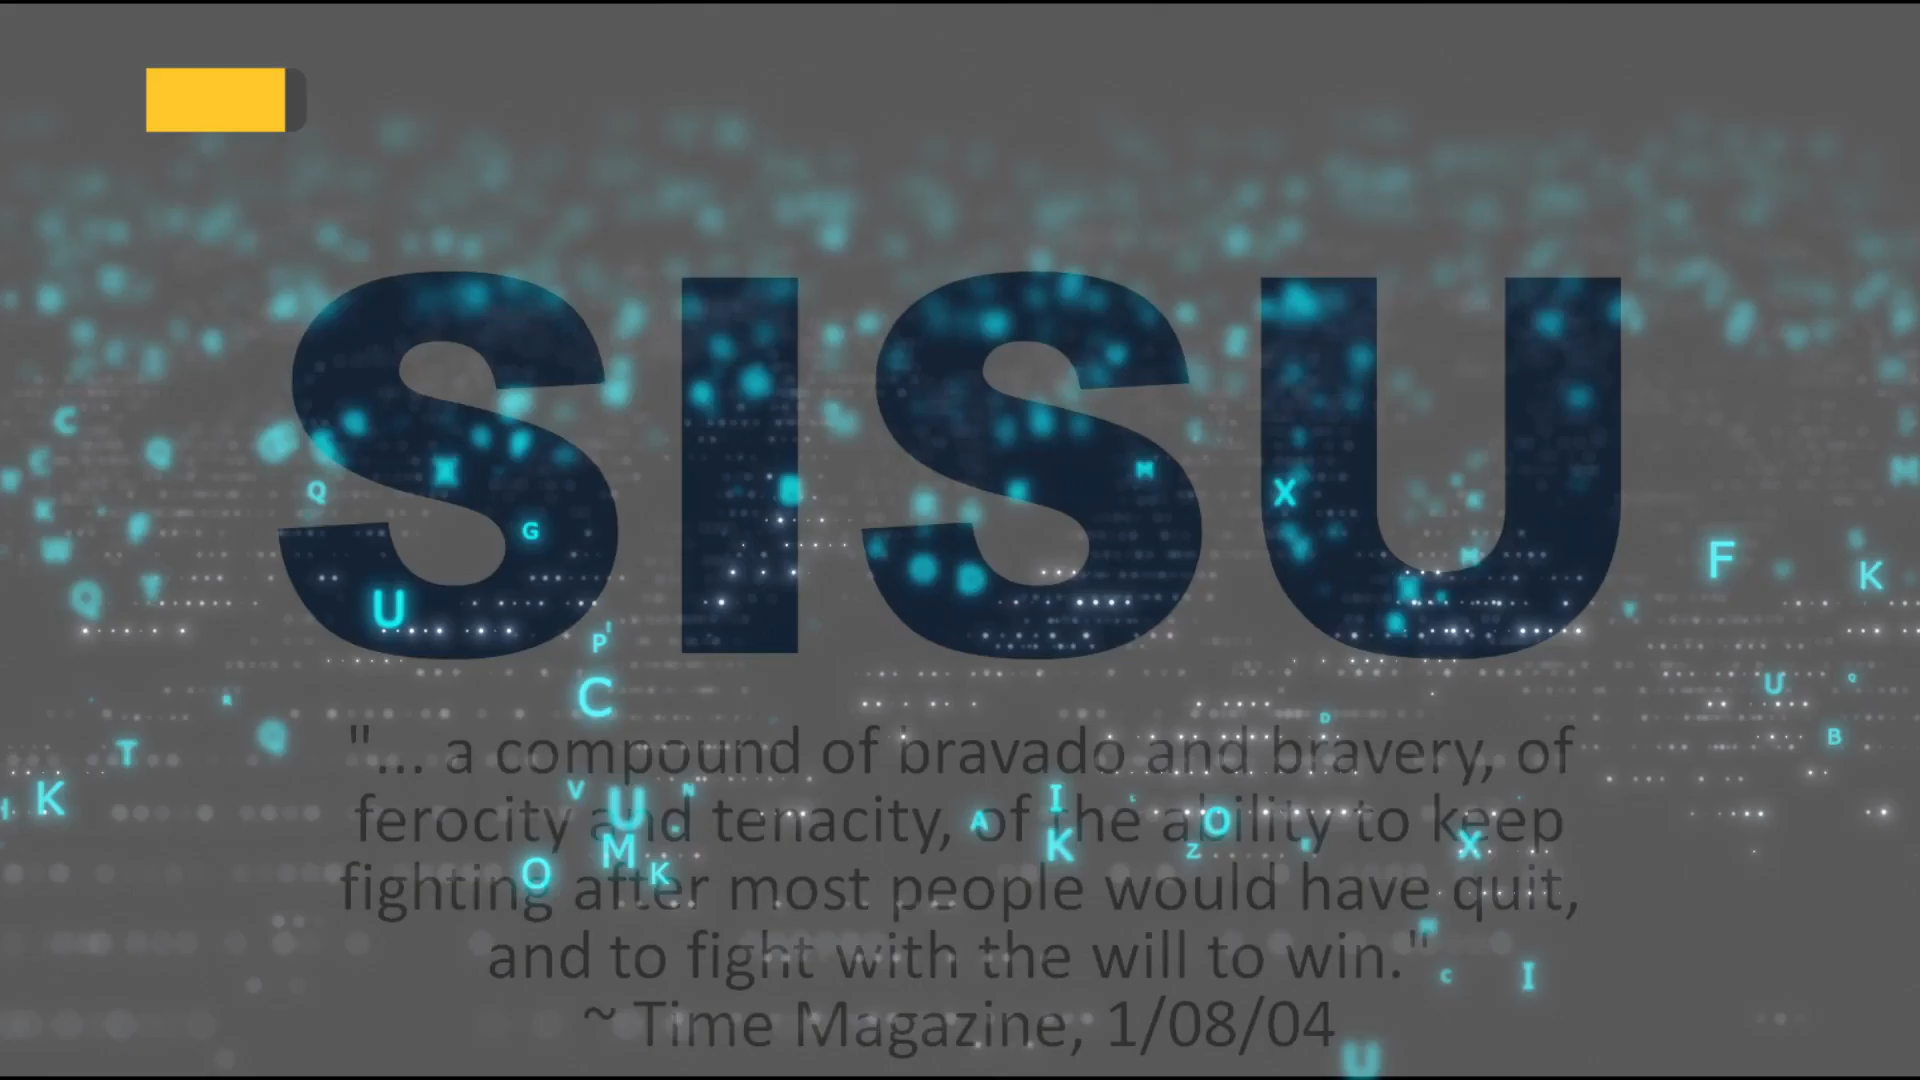 SISU
"... a compound of bravado and bravery, of
ferocity and tenacity, of the ability to keep
fighting after most people would have quit,
and to fight with the will to win."
~ Time Magazine, 1/08/04